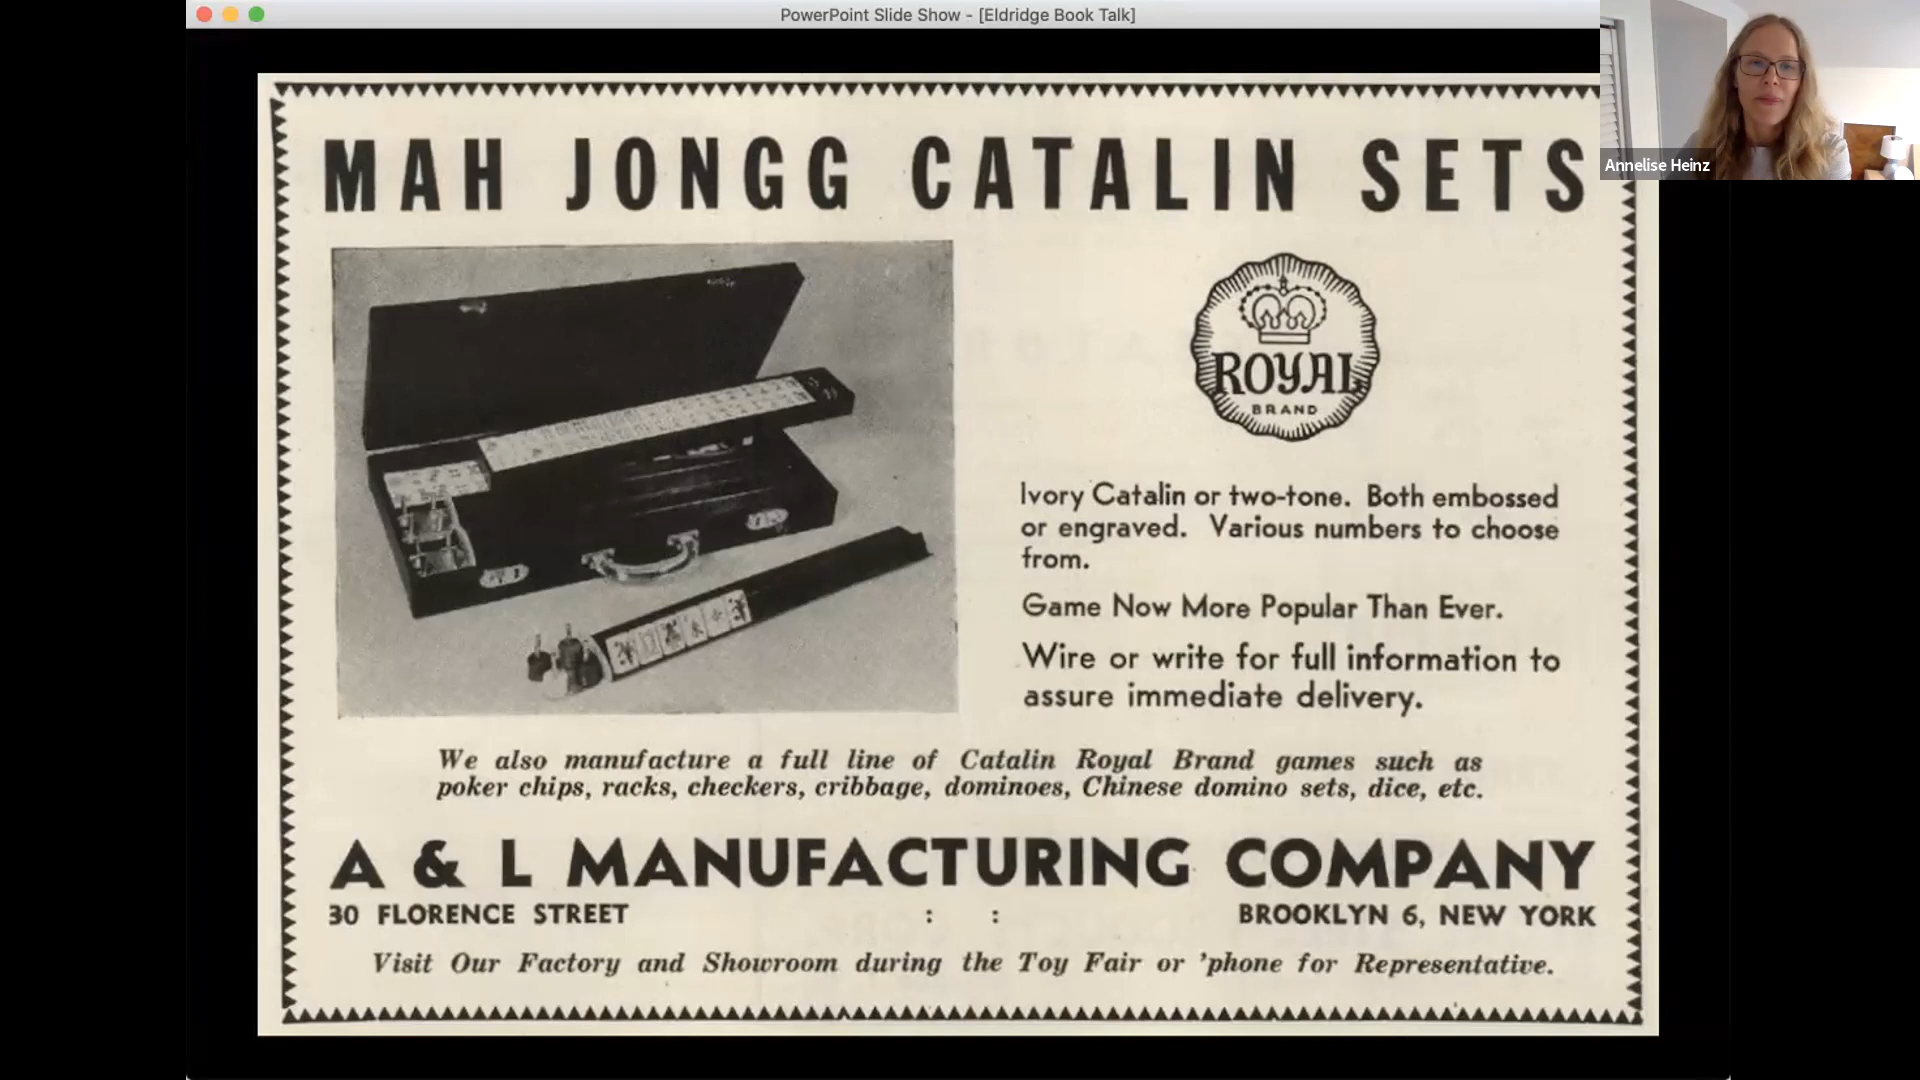 PowerPoint Slide Show - [Eldridge Book Talk]
Annelise Heinz
MAH JONGG CATALIN SETS
ROYAL
BRAND
Ivory Catalin or two-tone. Both embossed
or engraved. Various numbers to choose
from.
Game Now More Popular Than Ever.
Wire or write for full information to
assure immediate delivery.
We also manufacture a full line of Catalin Royal Brand games such as
poker chips, racks, checkers, cribbage, dominoes, Chinese domino sets, dice, etc.
A & L MANUFACTURING COMPANY
30 FLORENCE STREET : : BROOKLYN 6, NEW YORK
Visit Our Factory and Showroom during the Toy Fair or 'phone for Representative.